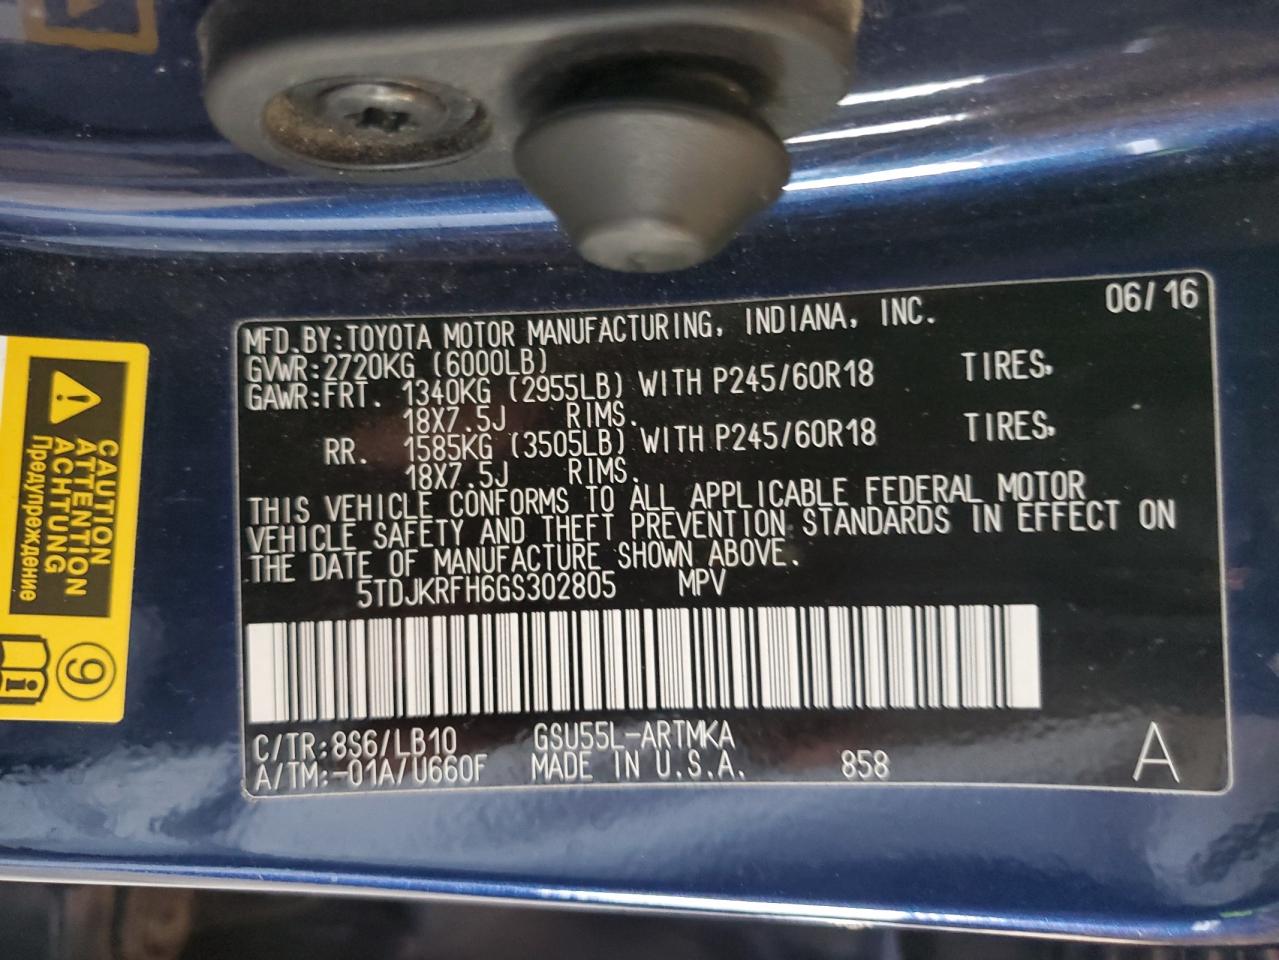 MFD.BY:TOYOTA MOTOR MANUFACTURING, INDIANA, INC. 06/16
GVWR:2720KG (6000LB)
GAWR:FRT. 1340KG (2955LB) WITH P245/60R18 TIRES,
18X7.5J RIMS.
RR. 1585KG (3505LB) WITH P245/60R18 TIRES,
18X7.5J RIMS.
THIS VEHICLE CONFORMS TO ALL APPLICABLE FEDERAL MOTOR
VEHICLE SAFETY AND THEFT PREVENTION STANDARDS IN EFFECT ON
THE DATE OF MANUFACTURE SHOWN ABOVE.
5TDJKRFH6GS302805 MPV
C/TR:8S6/LB10 GSU55L-ARTMKA
A/TM:-01A/U660F MADE IN U.S.A. 858 A
CAUTION
ATTENTION
ACHTUNG
Предупреждение
9
i